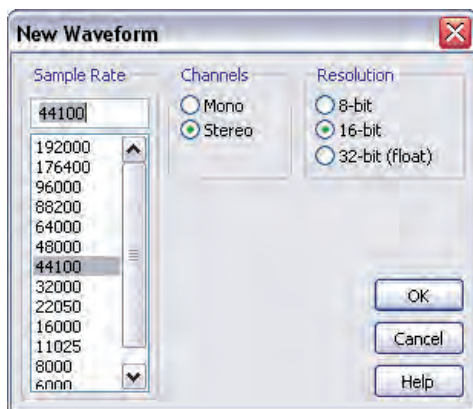 New Waveform
Sample Rate
44100
192000
176400
96000
88200
64000
48000
44100
32000
22050
16000
11025
8000
6000
Channels
Mono
Stereo
Resolution
8-bit
16-bit
32-bit (float)
OK
Cancel
Help